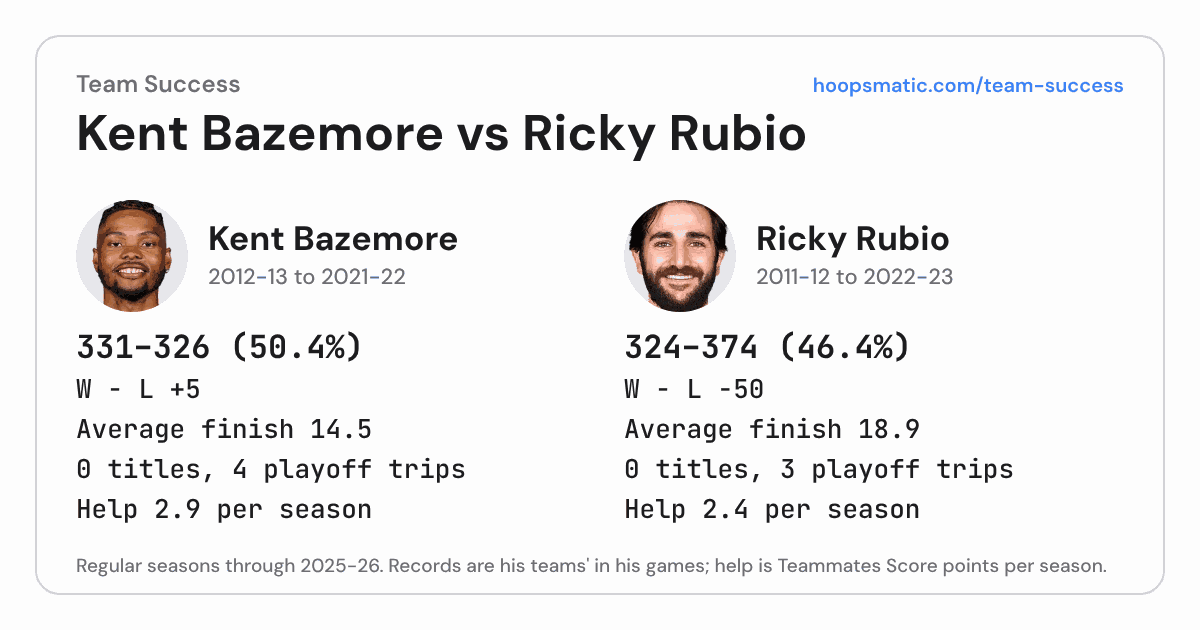 Team Success
hoopsmatic.com/team-success
Kent Bazemore vs Ricky Rubio
Kent Bazemore
2012-13 to 2021-22
331-326 (50.4%)
W - L +5
Average finish 14.5
0 titles, 4 playoff trips
Help 2.9 per season
Ricky Rubio
2011-12 to 2022-23
324-374 (46.4%)
W - L -50
Average finish 18.9
0 titles, 3 playoff trips
Help 2.4 per season
Regular seasons through 2025-26. Records are his teams' in his games; help is Teammates Score points per season.